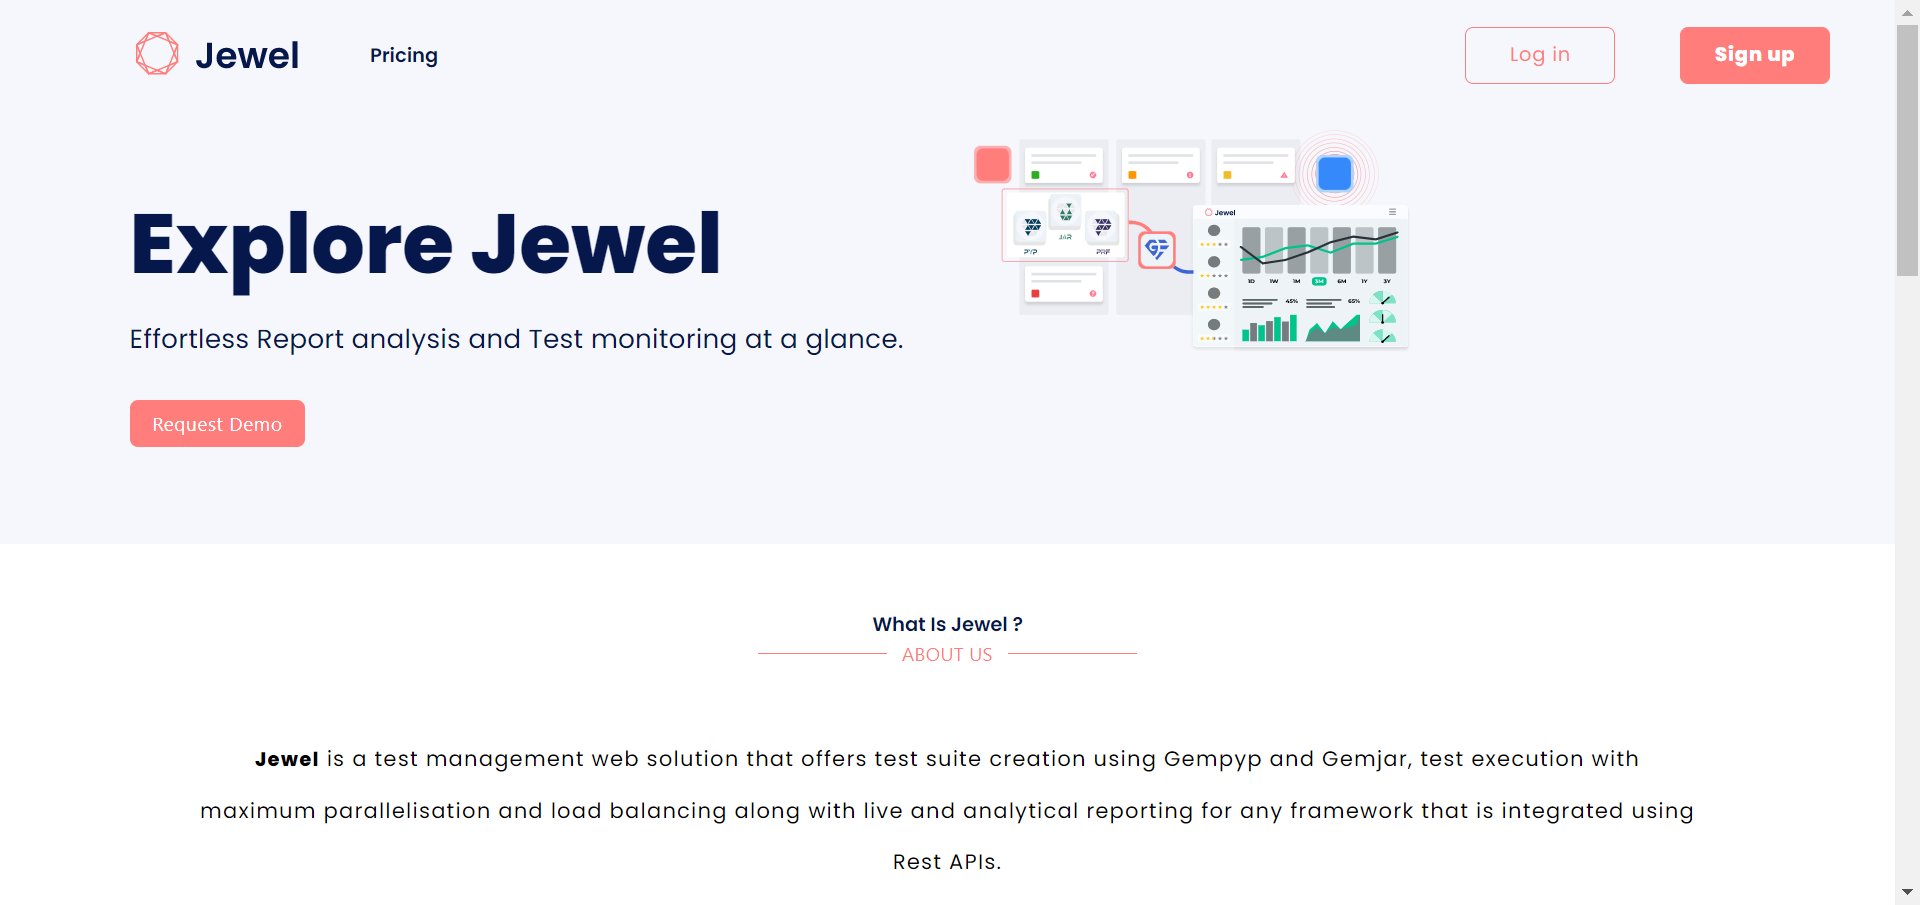 Jewel
Pricing
Log in
Sign up
Explore Jewel
Effortless Report analysis and Test monitoring at a glance.
Request Demo
PYP
JAR
PRF
Jewel
1D 1W 1M 3M 6M 1Y 3Y
45% 65%
What Is Jewel ?
ABOUT US
Jewel is a test management web solution that offers test suite creation using Gempyp and Gemjar, test execution with
maximum parallelisation and load balancing along with live and analytical reporting for any framework that is integrated using
Rest APIs.